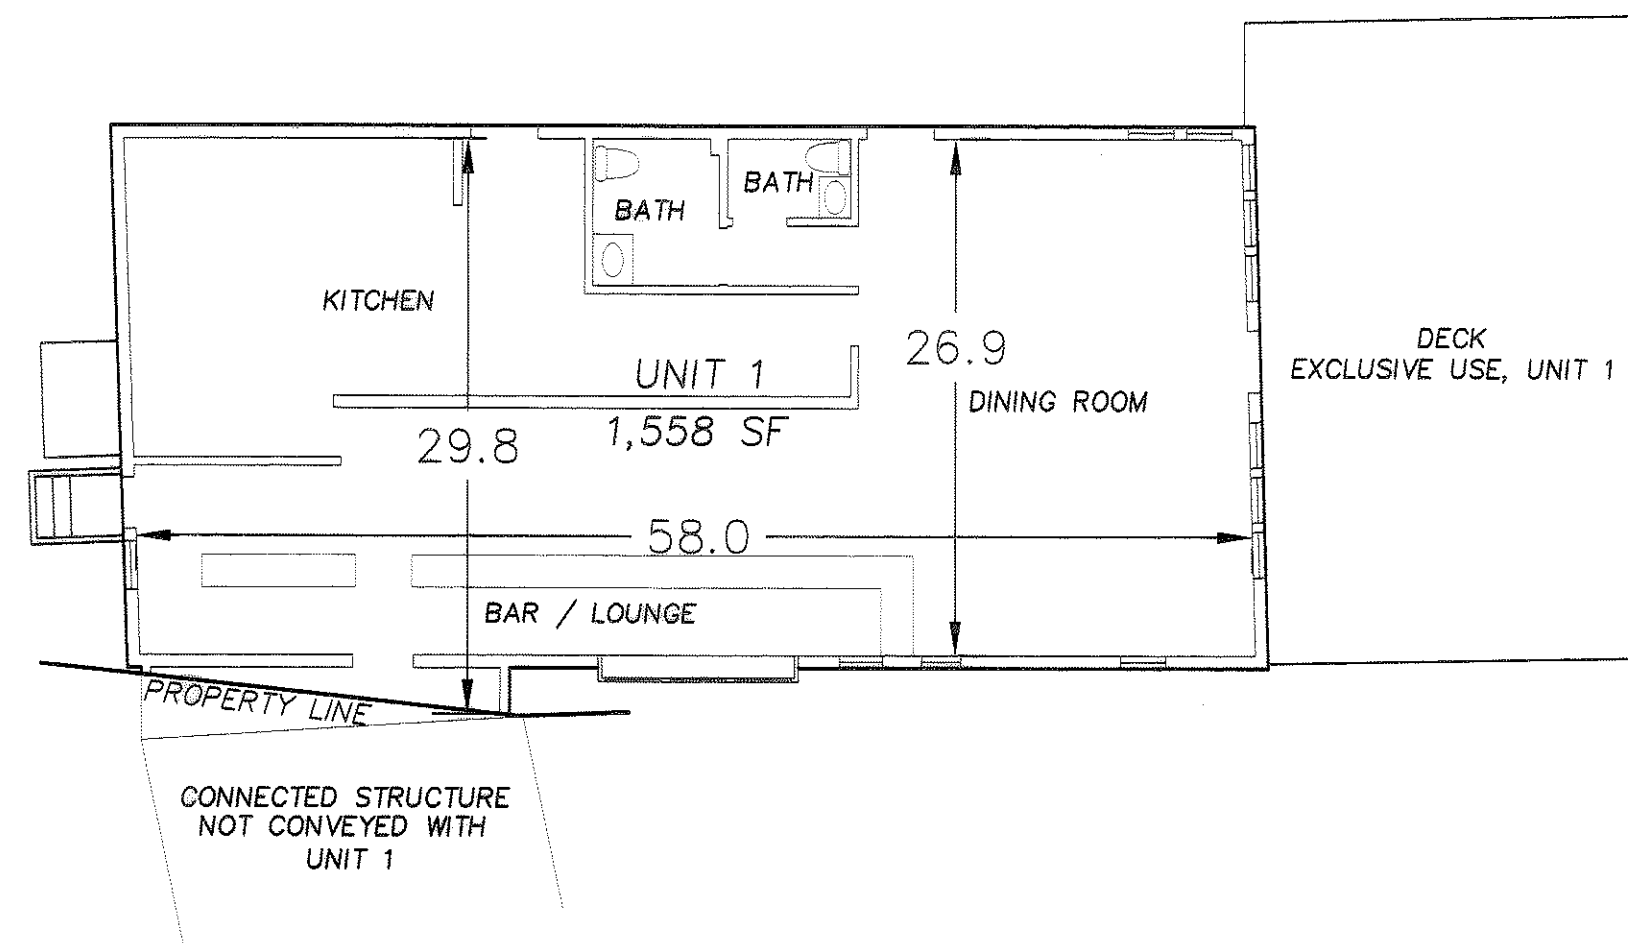 BATH
BATH
KITCHEN
UNIT 1
1,558 SF
26.9
DINING ROOM
DECK
EXCLUSIVE USE, UNIT 1
29.8
58.0
BAR / LOUNGE
PROPERTY LINE
CONNECTED STRUCTURE
NOT CONVEYED WITH
UNIT 1